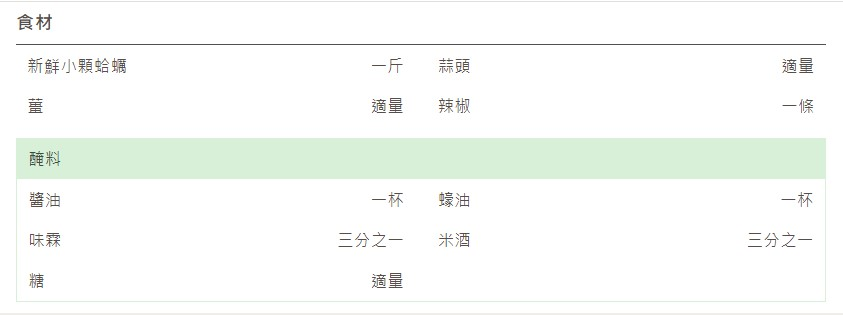 食材
新鮮小顆蛤蠣 一斤 蒜頭 適量
薑 適量 辣椒 一條
醃料
醬油 一杯 蠔油 一杯
味霖 三分之一 米酒 三分之一
糖 適量